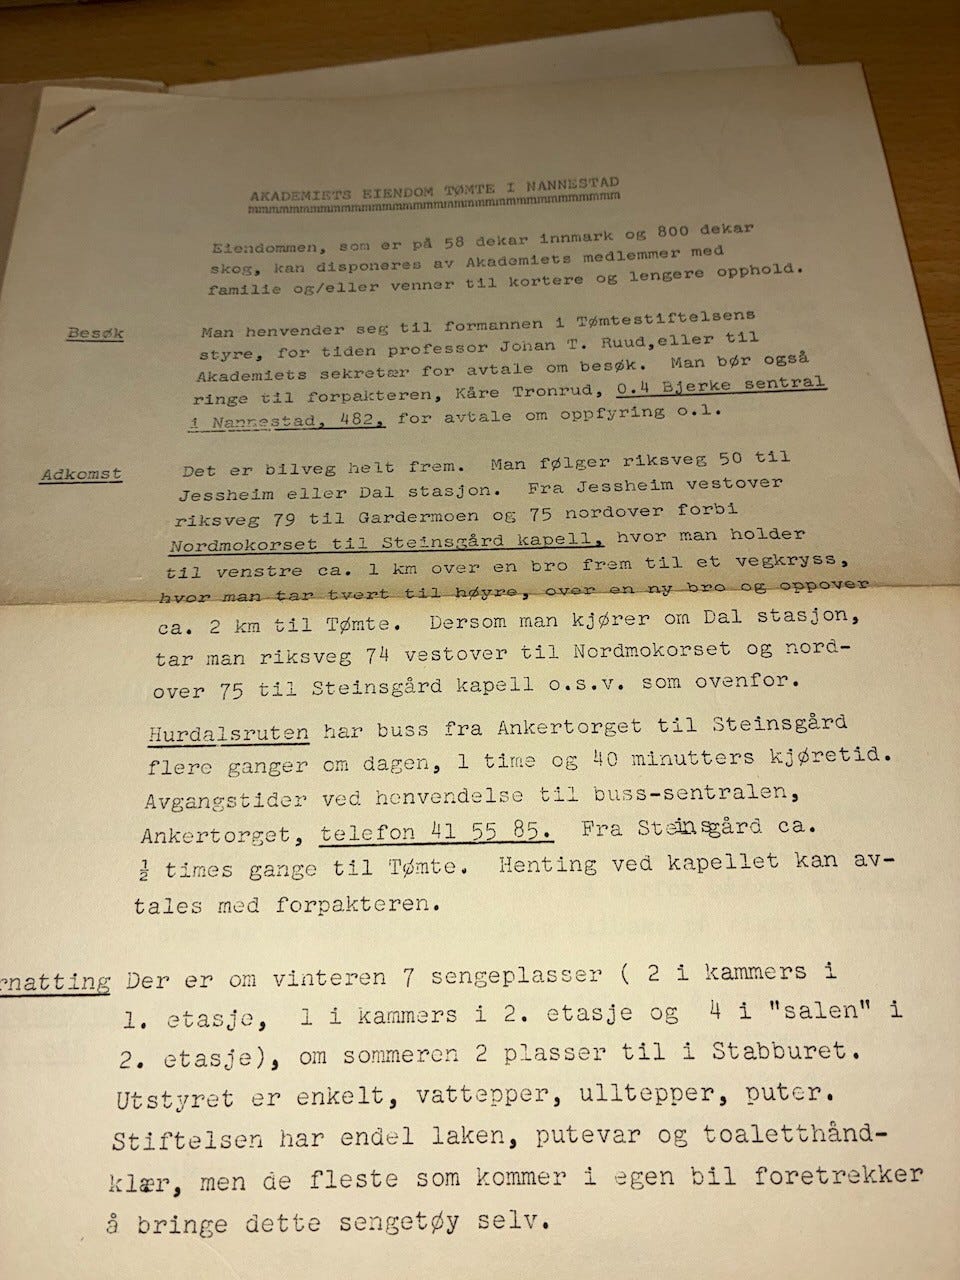 AKADEMIETS EIENDOM TØMTE I NANNESTAD
mmmmmmmmmmmmmmmmmmmmmmmmmmmmmmmmmmmmmmmmmmmmmmmmmmmm
Eiendommen, som er på 58 dekar innmark og 800 dekar
skog, kan disponeres av Akademiets medlemmer med
familie og/eller venner til kortere og lengere opphold.
Besøk Man henvender seg til formannen i Tømtestiftelsens
styre, for tiden professor Johan T. Ruud,eller til
Akademiets sekretær for avtale om besøk. Man bør også
ringe til forpakteren, Kåre Tronrud, 0.4 Bjerke sentral
i Nannestad, 482, for avtale om oppfyring o.l.
Adkomst Det er bilveg helt frem. Man følger riksveg 50 til
Jessheim eller Dal stasjon. Fra Jessheim vestover
riksveg 79 til Gardermoen og 75 nordover forbi
Nordmokorset til Steinsgård kapell, hvor man holder
til venstre ca. 1 km over en bro frem til et vegkryss,
hvor man tar tvert til høyre, over en ny bro og oppover
ca. 2 km til Tømte. Dersom man kjører om Dal stasjon,
tar man riksveg 74 vestover til Nordmokorset og nord-
over 75 til Steinsgård kapell o.s.v. som ovenfor.
Hurdalsruten har buss fra Ankertorget til Steinsgård
flere ganger om dagen, 1 time og 40 minutters kjøretid.
Avgangstider ved henvendelse til buss-sentralen,
Ankertorget, telefon 41 55 85. Fra Steinsgård ca.
½ times gange til Tømte. Henting ved kapellet kan av-
tales med forpakteren.
rnatting Der er om vinteren 7 sengeplasser ( 2 i kammers i
1. etasje, 1 i kammers i 2. etasje og 4 i "salen" i
2. etasje), om sommeren 2 plasser til i Stabburet.
Utstyret er enkelt, vattepper, ulltepper, puter.
Stiftelsen har endel laken, putevar og toaletthånd-
klær, men de fleste som kommer i egen bil foretrekker
å bringe dette sengetøy selv.